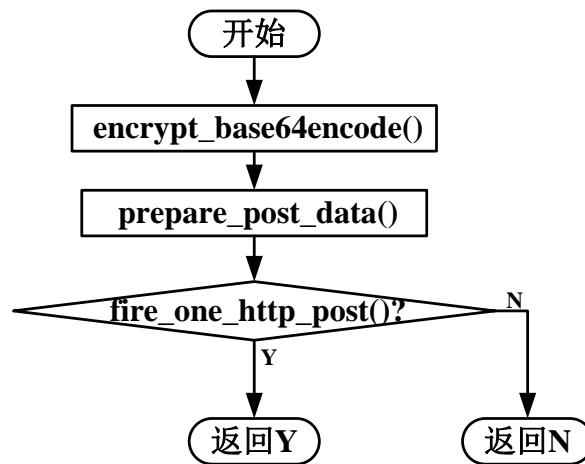 开始
encrypt_base64encode()
prepare_post_data()
fire_one_http_post()?
N
Y
返回Y
返回N